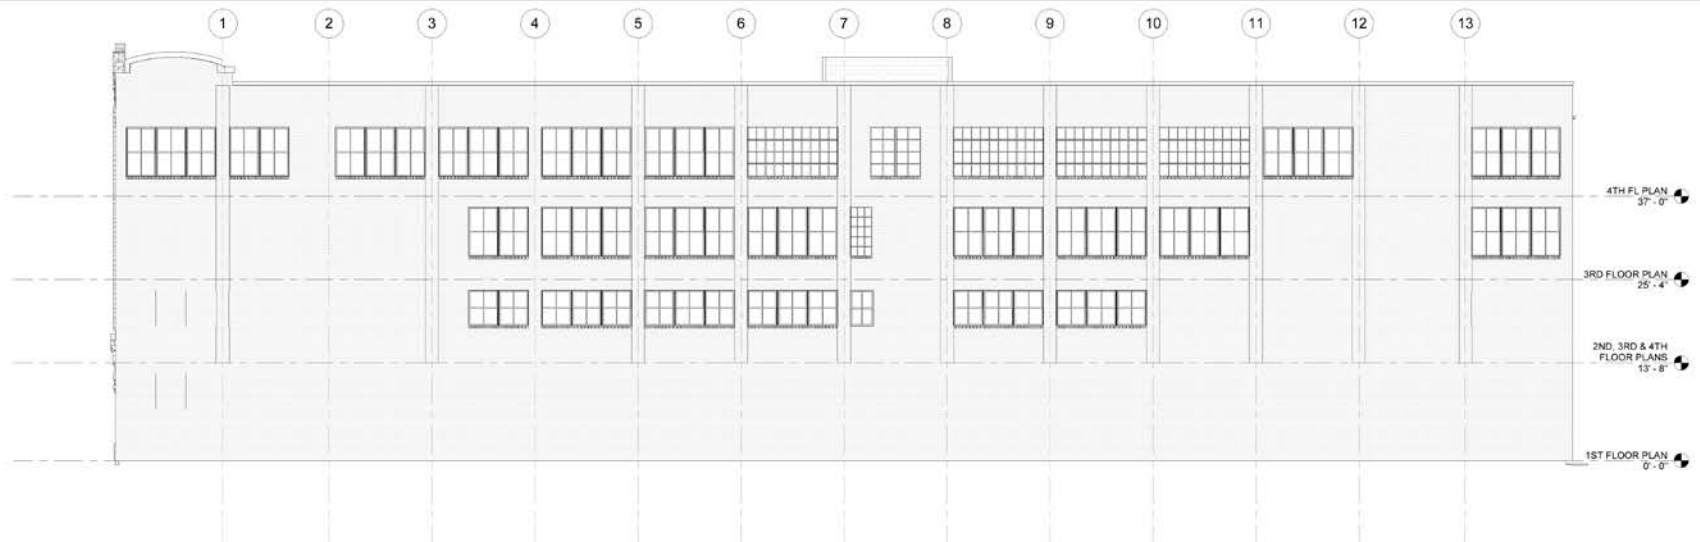 1 2 3 4 5 6 7 8 9 10 11 12 13
4TH FL PLAN
37' - 0"
3RD FLOOR PLAN
25' - 4"
2ND, 3RD & 4TH
FLOOR PLANS
13' - 8"
1ST FLOOR PLAN
0' - 0"